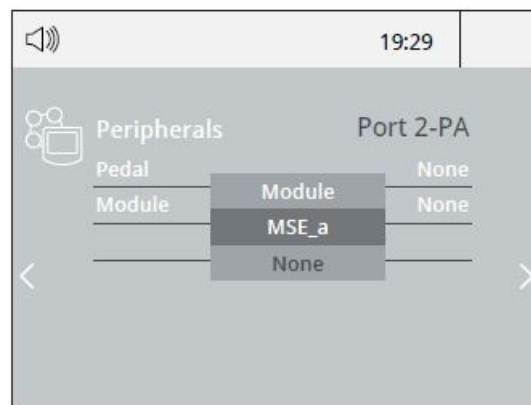 19:29
Peripherals Port 2-PA
Pedal None
Module
Module None
MSE_a
None